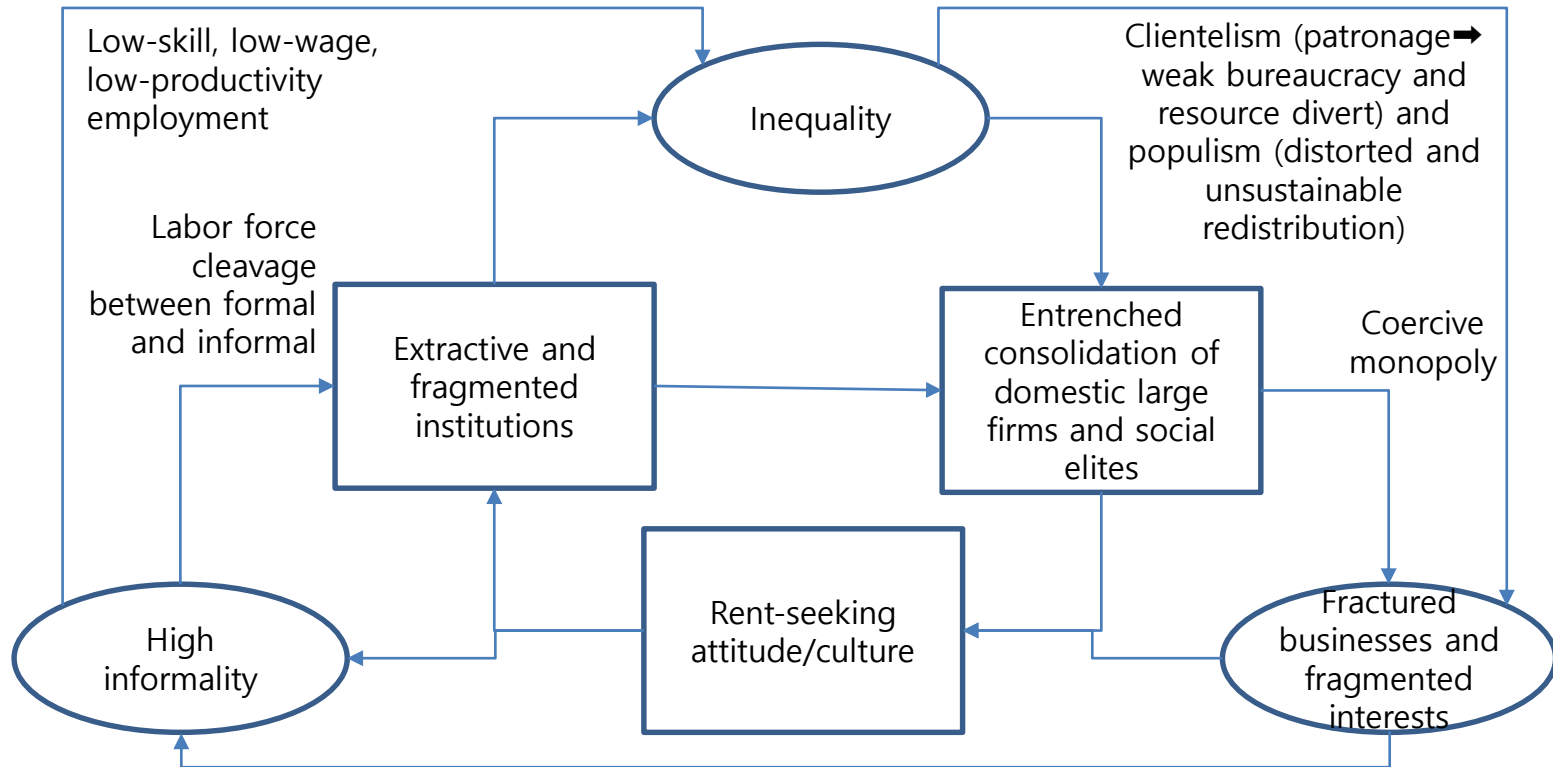 Low-skill, low-wage,
low-productivity
employment
Inequality
Clientelism (patronage➡
weak bureaucracy and
resource divert) and
populism (distorted and
unsustainable
redistribution)
Labor force
cleavage
between formal
and informal
Extractive and
fragmented
institutions
Entrenched
consolidation of
domestic large
firms and social
elites
Coercive
monopoly
High
informality
Rent-seeking
attitude/culture
Fractured
businesses and
fragmented
interests